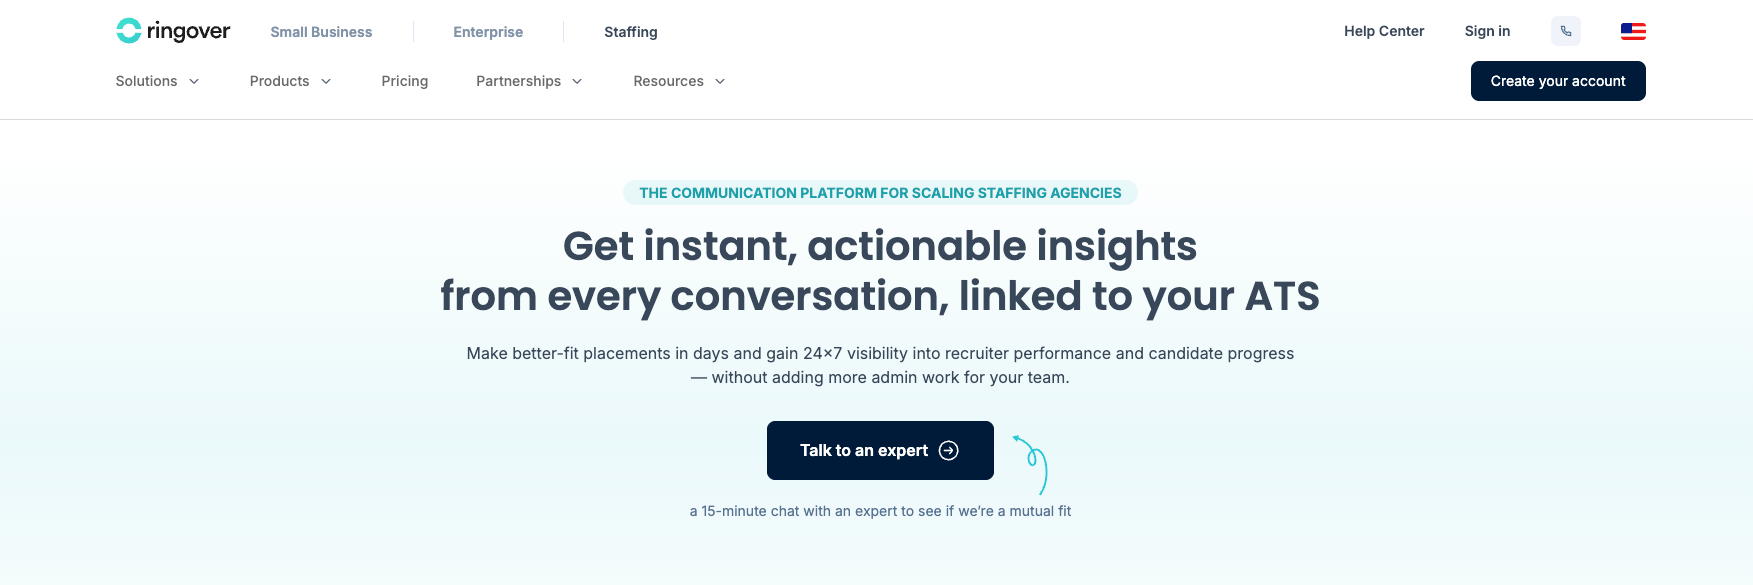 ringover
Small Business
Enterprise
Staffing
Help Center
Sign in
Solutions
Products
Pricing
Partnerships
Resources
Create your account
THE COMMUNICATION PLATFORM FOR SCALING STAFFING AGENCIES
Get instant, actionable insights
from every conversation, linked to your ATS
Make better-fit placements in days and gain 24×7 visibility into recruiter performance and candidate progress
— without adding more admin work for your team.
Talk to an expert
a 15-minute chat with an expert to see if we’re a mutual fit